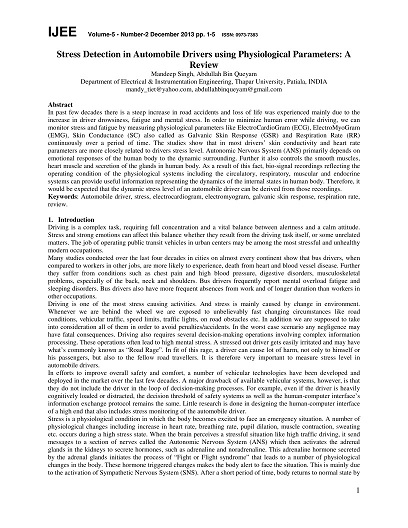 IJEE Volume-5 - Number-2 December 2013 pp. 1-5 ISSN: 0973-7383
Stress Detection in Automobile Drivers using Physiological Parameters: A
Review
Mandeep Singh, Abdullah Bin Queyam
Department of Electrical & Instrumentation Engineering, Thapar University, Patiala, INDIA
mandy_tiet@yahoo.com, abdullahbinqueyam@gmail.com
Abstract
In past few decades there is a steep increase in road accidents and loss of life was experienced mainly due to the
increase in driver drowsiness, fatigue and mental stress. In order to minimize human error while driving, we can
monitor stress and fatigue by measuring physiological parameters like ElectroCardioGram (ECG), ElectroMyoGram
(EMG), Skin Conductance (SC) also called as Galvanic Skin Response (GSR) and Respiration Rate (RR)
continuously over a period of time. The studies show that in most drivers's skin conductivity and heart rate
parameters are more closely related to drivers stress level. Autonomic Nervous System (ANS) primarily depends on
emotional responses of the human body to the dynamic surrounding. Further it also controls the smooth muscles,
heart muscle and secretion of the glands in human body. As a result of this fact, bio-signal recordings reflecting the
operating condition of the physiological systems including the circulatory, respiratory, muscular and endocrine
systems can provide useful information representing the dynamics of the internal states in human body. Therefore, it
would be expected that the dynamic stress level of an automobile driver can be derived from those recordings.
Keywords: Automobile driver, stress, electrocardiogram, electromyogram, galvanic skin response, respiration rate,
review.
1. Introduction
Driving is a complex task, requiring full concentration and a vital balance between alertness and a calm attitude.
Stress and strong emotions can affect this balance whether they result from the driving task itself, or some unrelated
matters. The job of operating public transit vehicles in urban centers may be among the most stressful and unhealthy
modern occupations.
Many studies conducted over the last four decades in cities on almost every continent show that bus drivers, when
compared to workers in other jobs, are more likely to experience, death from heart and blood vessel disease. Further
they suffer from conditions such as chest pain and high blood pressure, digestive disorders, musculoskeletal
problems, especially of the back, neck and shoulders. Bus drivers frequently report mental overload fatigue and
sleeping disorders. Bus drivers also have more frequent absences from work and of longer duration than workers in
other occupations.
Driving is one of the most stress causing activities. And stress is mainly caused by change in environment.
Whenever we are behind the wheel we are exposed to unbelievably fast changing circumstances like road
conditions, vehicular traffic, speed limits, traffic lights, on road obstacles etc. In addition we are supposed to take
into consideration all of them in order to avoid penalties/accidents. In the worst case scenario any negligence may
have fatal consequences. Driving also requires several decision-making operations involving complex information
processing. These operations often lead to high mental stress. A stressed out driver gets easily irritated and may have
what's commonly known as "Road Rage". In fit of this rage, a driver can cause lot of harm, not only to himself or
his passengers, but also to the fellow road travellers. It is therefore very important to measure stress level in
automobile drivers.
In efforts to improve overall safety and comfort, a number of vehicular technologies have been developed and
deployed in the market over the last few decades. A major drawback of available vehicular systems, however, is that
they do not include the driver in the loop of decision-making processes. For example, even if the driver is heavily
cognitively loaded or distracted, the decision threshold of safety systems as well as the human-computer interface's
information exchange protocol remains the same. Little research is done in designing the human-computer interface
of a high end that also includes stress monitoring of the automobile driver.
Stress is a physiological condition in which the body becomes excited to face an emergency situation. A number of
physiological changes including increase in heart rate, breathing rate, pupil dilation, muscle contraction, sweating
etc. occurs during a high stress state. When the brain perceives a stressful situation like high traffic driving, it send
messages to a section of nerves called the Autonomic Nervous System (ANS) which then activates the adrenal
glands in the kidneys to secrete hormones, such as adrenaline and noradrenaline. This adrenaline hormone secreted
by the adrenal glands initiates the process of "Fight or Flight syndrome" that leads to a number of physiological
changes in the body. These hormone triggered changes makes the body alert to face the situation. This is mainly due
to the activation of Sympathetic Nervous System (SNS). After a short period of time, body returns to normal state by
1